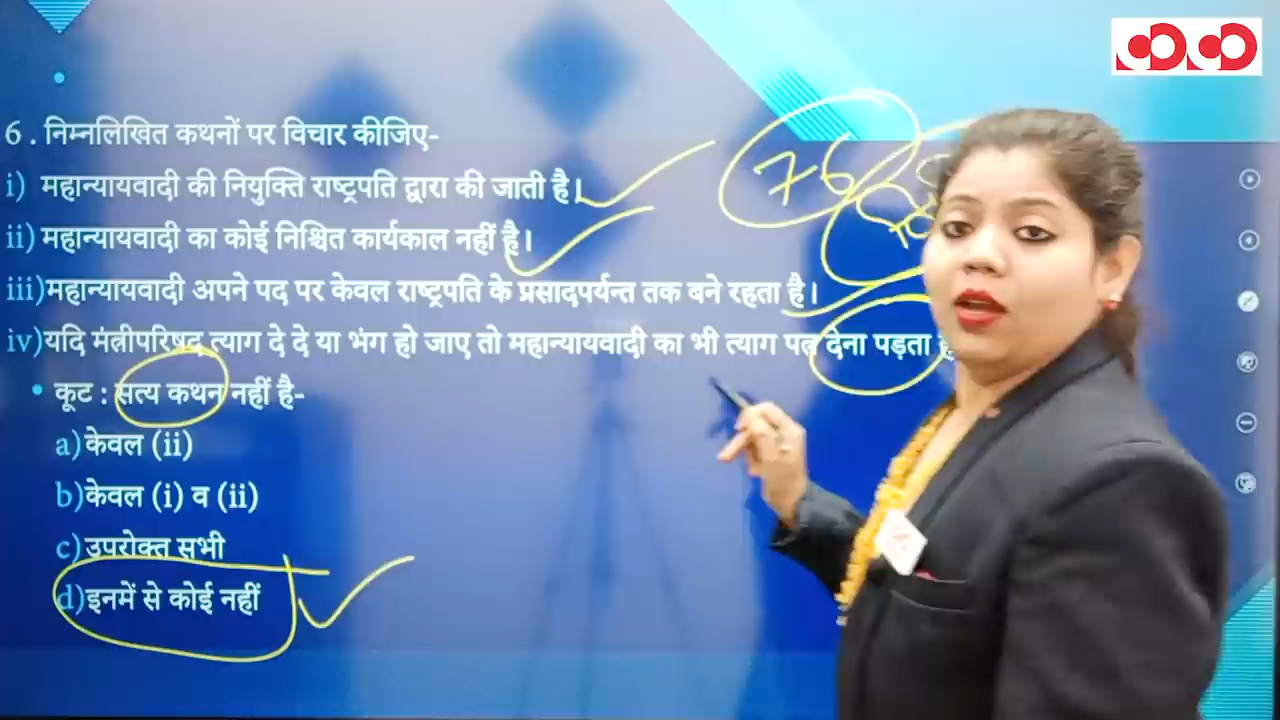 6 . निम्नलिखित कथनों पर विचार कीजिए-
76
i) महान्यायवादी की नियुक्ति राष्ट्रपति द्वारा की जाती है।
ii) महान्यायवादी का कोई निश्चित कार्यकाल नहीं है।
iii)महान्यायवादी अपने पद पर केवल राष्ट्रपति के प्रसादपर्यन्त तक बने रहता है।
iv)यदि मंत्रीपरिषद त्याग दे दे या भंग हो जाए तो महान्यायवादी का भी त्याग पत्र देना पड़ता
• कूट : सत्य कथन नहीं है-
a)केवल (ii)
b)केवल (i) व (ii)
c)उपरोक्त सभी
d)इनमें से कोई नहीं